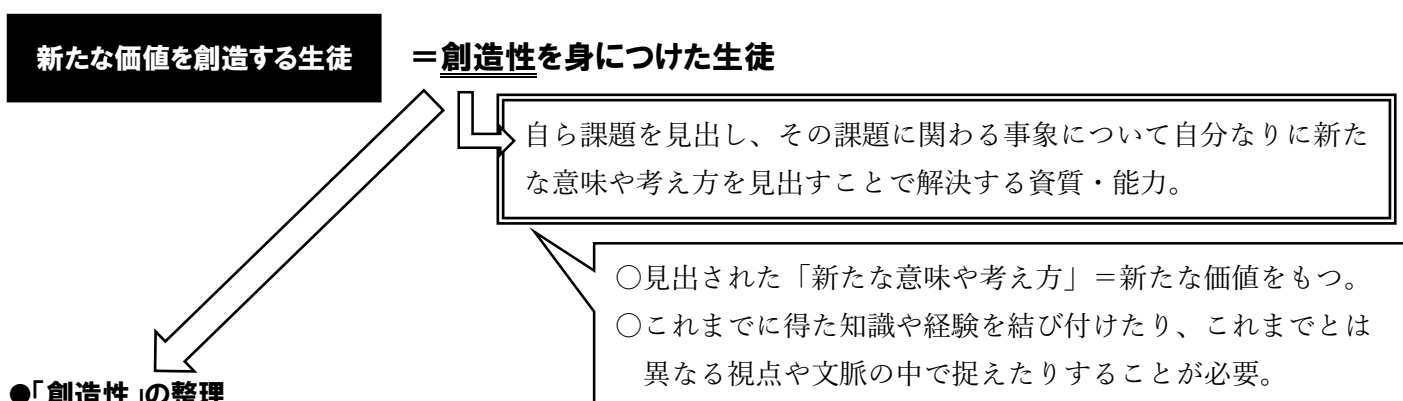 新たな価値を創造する生徒 ＝創造性を身につけた生徒
自ら課題を見出し、その課題に関わる事象について自分なりに新た
な意味や考え方を見出すことで解決する資質・能力。
○見出された「新たな意味や考え方」＝新たな価値をもつ。
○これまでに得た知識や経験を結び付けたり、これまでとは
異なる視点や文脈の中で捉えたりすることが必要。
●「創造性」の整理